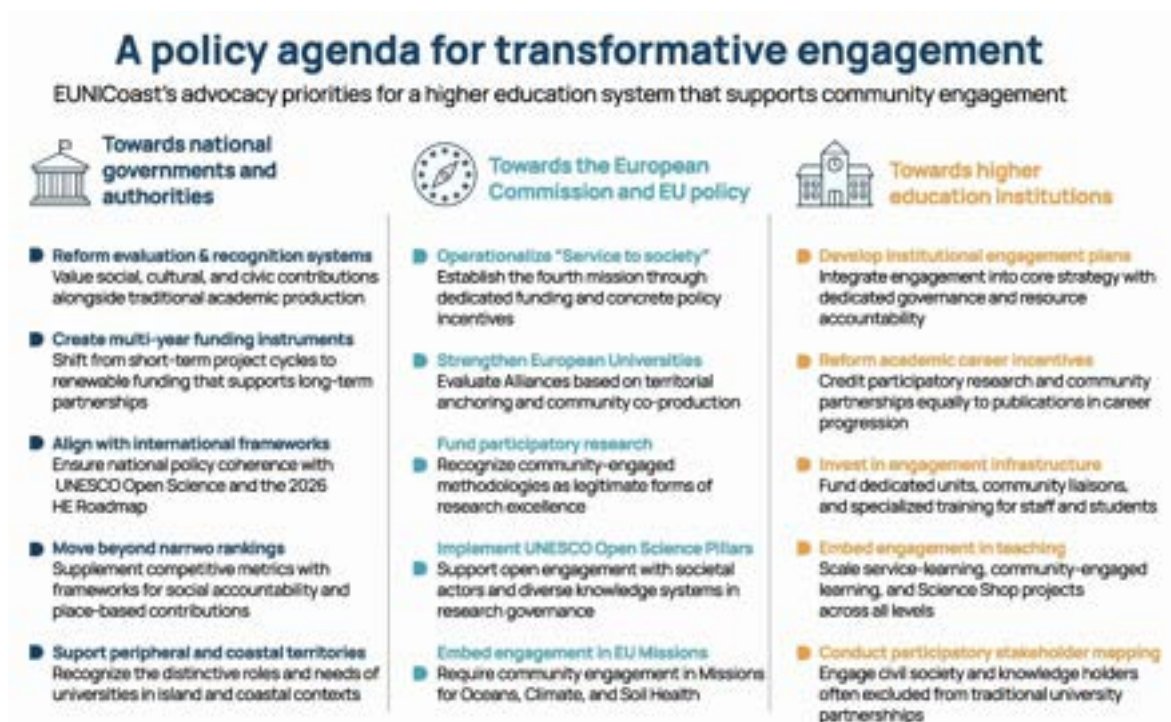 A policy agenda for transformative engagement
EUNICoast's advocacy priorities for a higher education system that supports community engagement
Towards national
governments and
authorities
Reform evaluation & recognition systems
Value social, cultural, and civic contributions
alongside traditional academic production
Create multi-year funding instruments
Shift from short-term project cycles to
renewable funding that supports long-term
partnerships
Align with international frameworks
Ensure national policy coherence with
UNESCO Open Science and the 2026
HE Roadmap
Move beyond narrwo rankings
Supplement competitive metrics with
frameworks for social accountability and
place-based contributions
Suport peripheral and coastal territories
Recognize the distinctive roles and needs of
universities in island and coastal contexts
Towards the European
Commission and EU policy
Operationalize "Service to society"
Establish the fourth mission through
dedicated funding and concrete policy
incentives
Strengthen European Universities
Evaluate Alliances based on territorial
anchoring and community co-production
Fund participatory research
Recognize community-engaged
methodologies as legitimate forms of
research excellence
Implement UNESCO Open Science Pillars
Support open engagement with societal
actors and diverse knowledge systems in
research governance
Embed engagement in EU Missions
Require community engagement in Missions
for Oceans, Climate, and Soil Health
Towards higher
education institutions
Develop institutional engagement plans
Integrate engagement into core strategy with
dedicated governance and resource
accountability
Reform academic career incentives
Credit participatory research and community
partnerships equally to publications in career
progression
Invest in engagement infrastructure
Fund dedicated units, community liaisons,
and specialized training for staff and students
Embed engagement in teaching
Scale service-learning, community-engaged
learning, and Science Shop projects
across all levels
Conduct participatory stakeholder mapping
Engage civil society and knowledge holders
often excluded from traditional university
partnershhips